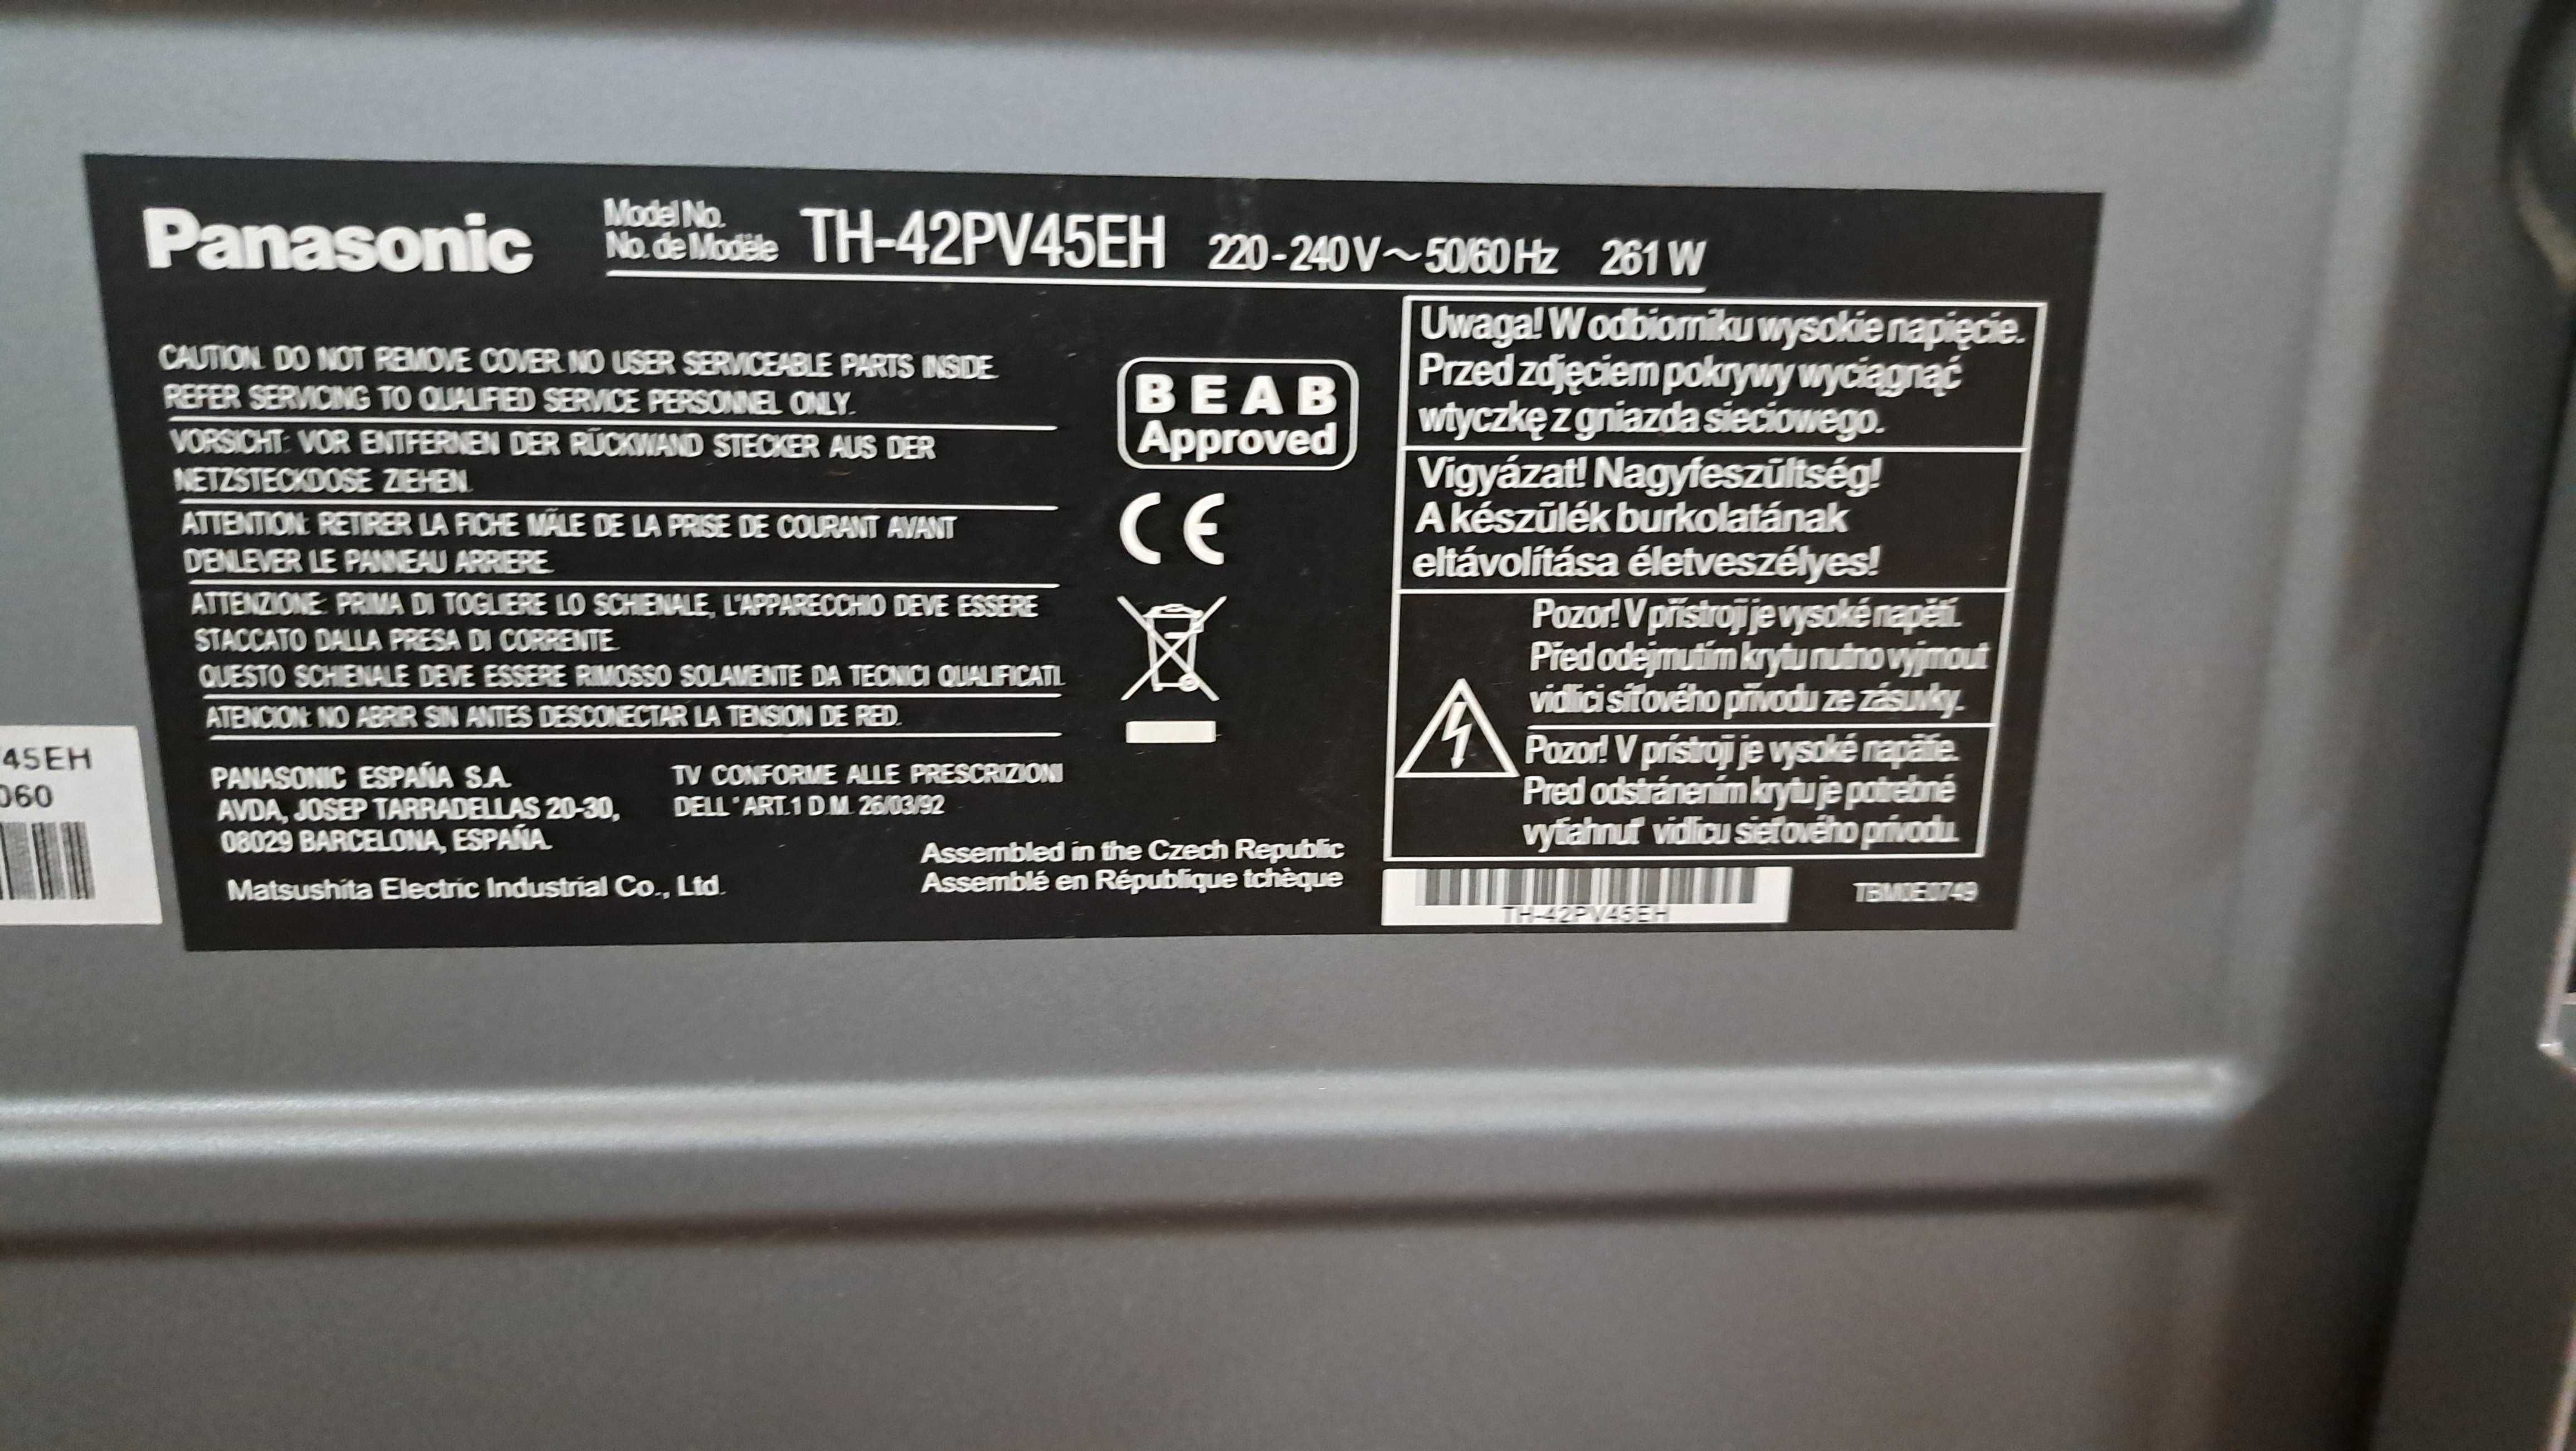 Panasonic
Model No.
No. de Modèle
TH-42PV45EH 220-240V~50/60Hz 261W
CAUTION: DO NOT REMOVE COVER NO USER SERVICEABLE PARTS INSIDE.
REFER SERVICING TO QUALIFIED SERVICE PERSONNEL ONLY.
VORSICHT: VOR ENTFERNEN DER RÜCKWAND STECKER AUS DER
NETZSTECKDOSE ZIEHEN.
ATTENTION: RETIRER LA FICHE MÂLE DE LA PRISE DE COURANT AVANT
D'ENLEVER LE PANNEAU ARRIERE.
ATTENZIONE: PRIMA DI TOGLIERE LO SCHIENALE, L'APPARECCHIO DEVE ESSERE
STACCATO DALLA PRESA DI CORRENTE.
QUESTO SCHIENALE DEVE ESSERE RIMOSSO SOLAMENTE DA TECNICI QUALIFICATI.
ATENCION: NO ABRIR SIN ANTES DESCONECTAR LA TENSION DE RED.
PANASONIC ESPAÑA S.A.
AVDA, JOSEP TARRADELLAS 20-30,
08029 BARCELONA, ESPAÑA.
TV CONFORME ALLE PRESCRIZIONI
DELL'ART.1 D.M. 26/03/92
Matsushita Electric Industrial Co., Ltd.
Assembled in the Czech Republic
Assemblé en République tchèque
BEAB
Approved
CE
Uwaga! W odbiorniku wysokie napięcie.
Przed zdjęciem pokrywy wyciągnąć
wtyczkę z gniazda sieciowego.
Vigyázat! Nagyfeszültség!
A készülék burkolatának
eltávolítása életveszélyes!
Pozor! V přístroji je vysoké napětí.
Před odejmutím krytu nutno vyjmout
vidlici síťového přívodu ze zásuvky.
Pozor! V prístroji je vysoké napätie.
Pred odstránením krytu je potrebné
vytiahnuť vidlicu sieťového prívodu.
TH-42PV45EH
TBM0E0749
45EH
060